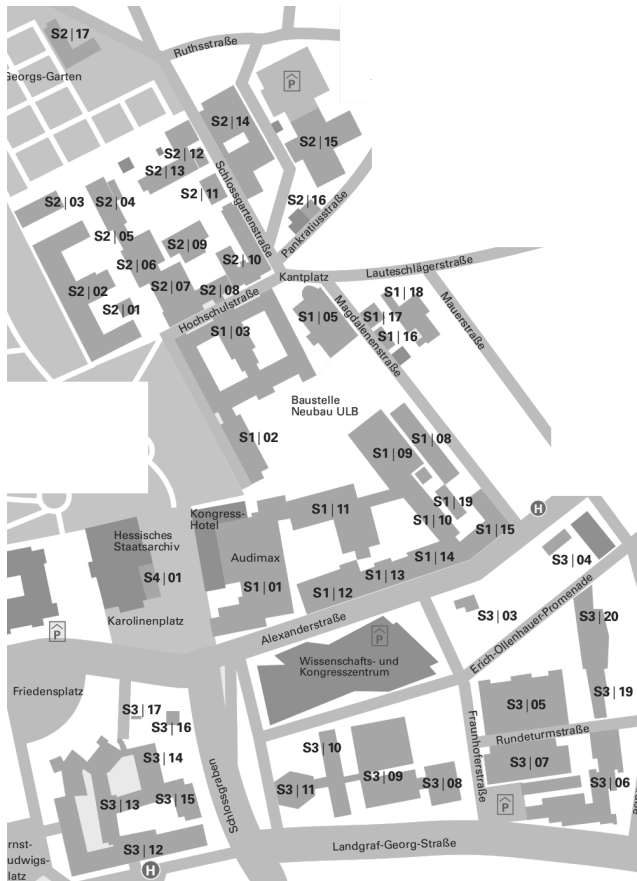 S2|17
Ruthsstraße
Georgs-Garten
P
S2|14
S2|15
S2|12
S2|13
S2|11
Schlossgartenstraße
S2|16
Pankratiusstraße
S2|03
S2|04
S2|05
S2|09
S2|06
S2|10
S2|02
S2|07
S2|08
S2|01
Kantplatz
Lauteschlägerstraße
Hochschulstraße
S1|03
S1|05
S1|18
S1|17
S1|16
Magdalenenstraße
Mauerstraße
Baustelle
Neubau ULB
S1|02
S1|08
S1|09
S1|19
S1|10
S1|15
H
Kongress-
Hotel
S1|11
Hessisches
Staatsarchiv
S4|01
Audimax
S1|01
S1|14
S1|13
S1|12
S3|04
Karolinenplatz
Alexanderstraße
S3|03
S3|20
Erich-Ollenhauer-Promenade
P
P
Wissenschafts- und
Kongresszentrum
Friedensplatz
S3|17
S3|16
S3|05
S3|19
Fraunhoferstraße
Rundeturmstraße
S3|14
S3|10
S3|07
S3|13
S3|15
Schlossgraben
S3|11
S3|09
S3|08
S3|06
P
S3|12
H
Landgraf-Georg-Straße
rnst-
udwigs-
latz